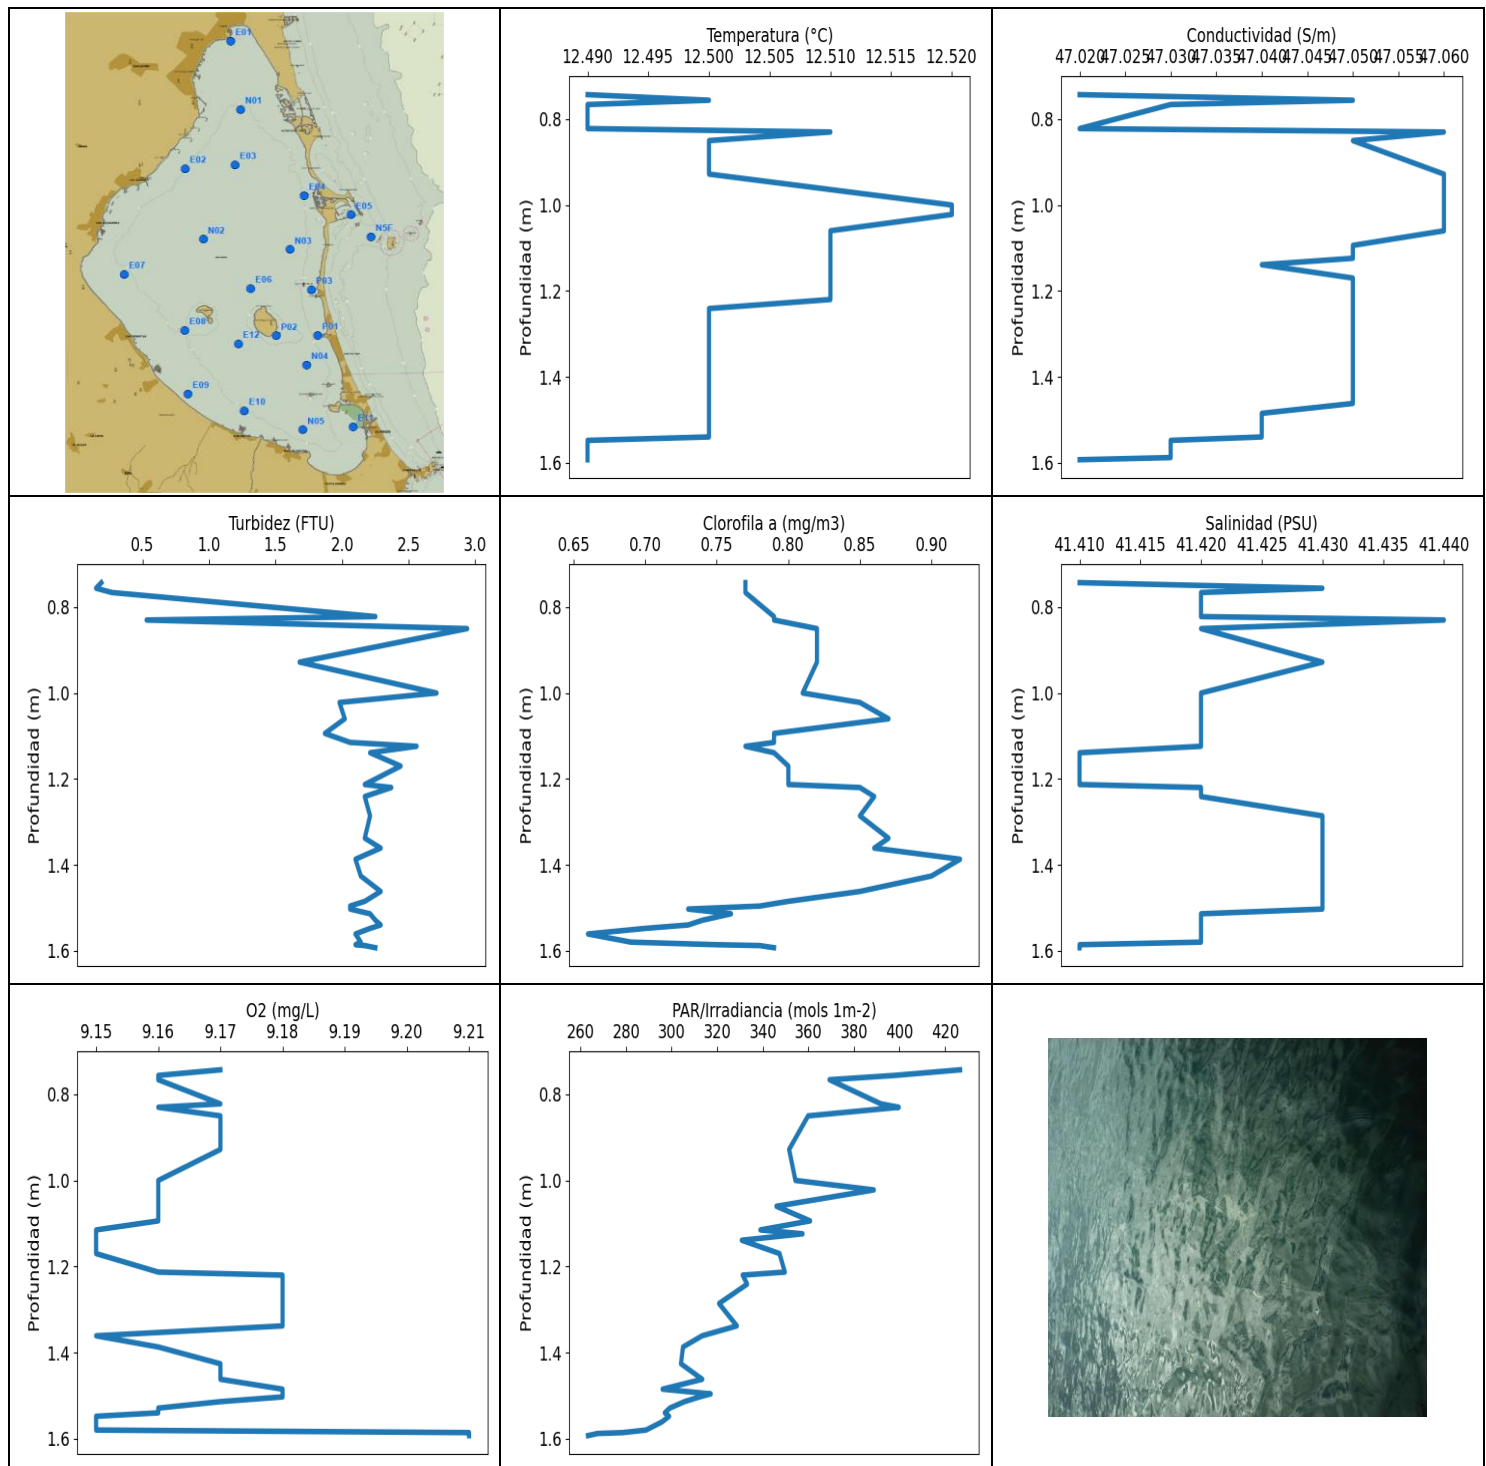 E01
N01
E02
E03
E04
E05
N5F
N02
N03
E07
E06
P03
E08
E12
P02
P01
N04
E09
E10
N05
E11
Temperatura (°C)
12.490 12.495 12.500 12.505 12.510 12.515 12.520
Profundidad (m)
0.8
1.0
1.2
1.4
1.6
Conductividad (S/m)
47.020 47.025 47.030 47.035 47.040 47.045 47.050 47.055 47.060
Profundidad (m)
0.8
1.0
1.2
1.4
1.6
Turbidez (FTU)
0.5 1.0 1.5 2.0 2.5 3.0
Profundidad (m)
0.8
1.0
1.2
1.4
1.6
Clorofila a (mg/m3)
0.65 0.70 0.75 0.80 0.85 0.90
Profundidad (m)
0.8
1.0
1.2
1.4
1.6
Salinidad (PSU)
41.410 41.415 41.420 41.425 41.430 41.435 41.440
Profundidad (m)
0.8
1.0
1.2
1.4
1.6
O2 (mg/L)
9.15 9.16 9.17 9.18 9.19 9.20 9.21
Profundidad (m)
0.8
1.0
1.2
1.4
1.6
PAR/Irradiancia (mols 1m-2)
260 280 300 320 340 360 380 400 420
Profundidad (m)
0.8
1.0
1.2
1.4
1.6